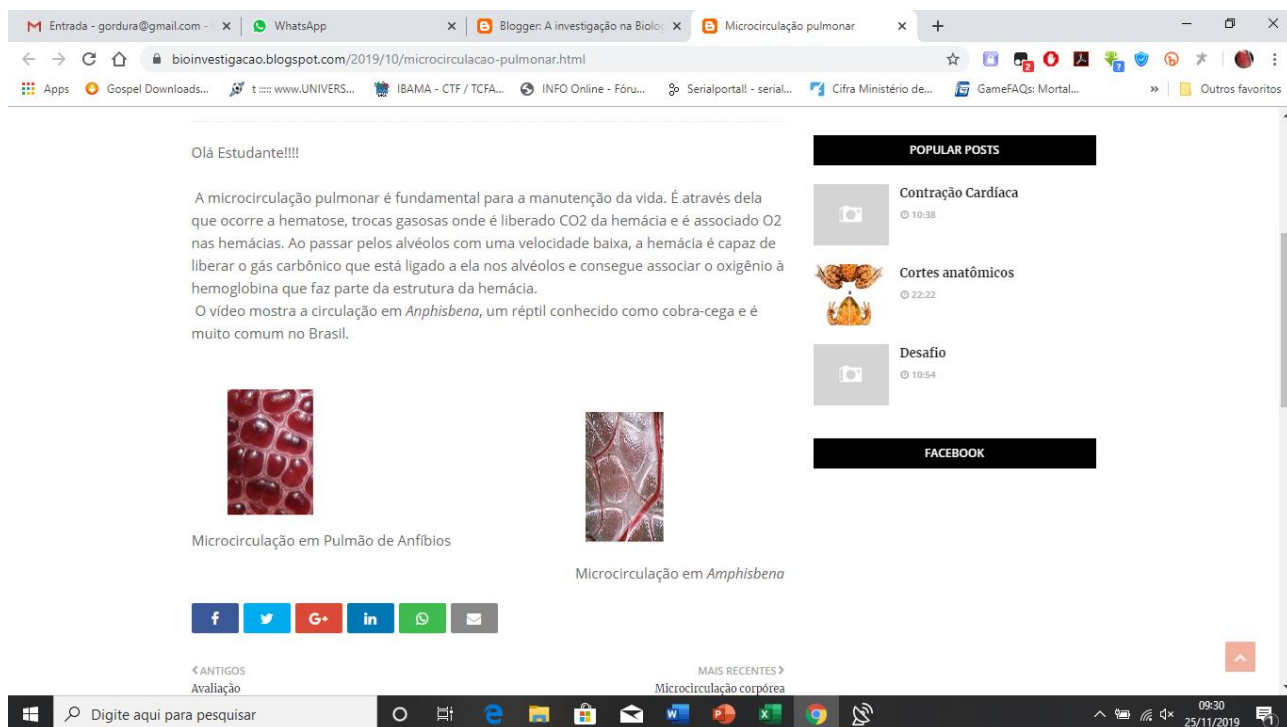 Entrada - gordura@gmail.com -
WhatsApp
Blogger: A investigação na Biolog
Microcirculação pulmonar
bioinvestigacao.blogspot.com/2019/10/microcirculacao-pulmonar.html
Apps
Gospel Downloads...
t ::::: www.UNIVERS...
IBAMA - CTF / TCFA...
INFO Online - Fóru...
Serialportal! - serial...
Cifra Ministério de...
GameFAQs: Mortal...
»
Outros favoritos
Olá Estudante!!!!
A microcirculação pulmonar é fundamental para a manutenção da vida. É através dela
que ocorre a hematose, trocas gasosas onde é liberado CO2 da hemácia e é associado O2
nas hemácias. Ao passar pelos alvéolos com uma velocidade baixa, a hemácia é capaz de
liberar o gás carbônico que está ligado a ela nos alvéolos e consegue associar o oxigênio à
hemoglobina que faz parte da estrutura da hemácia.
O vídeo mostra a circulação em Anphisbena, um réptil conhecido como cobra-cega e é
muito comum no Brasil.
Microcirculação em Pulmão de Anfíbios
Microcirculação em Amphisbena
f
G+
in
ANTIGOS
Avaliação
MAIS RECENTES
Microcirculação corpórea
POPULAR POSTS
Contração Cardíaca
10:38
Cortes anatômicos
22:22
Desafio
10:54
FACEBOOK
Digite aqui para pesquisar
09:30
25/11/2019